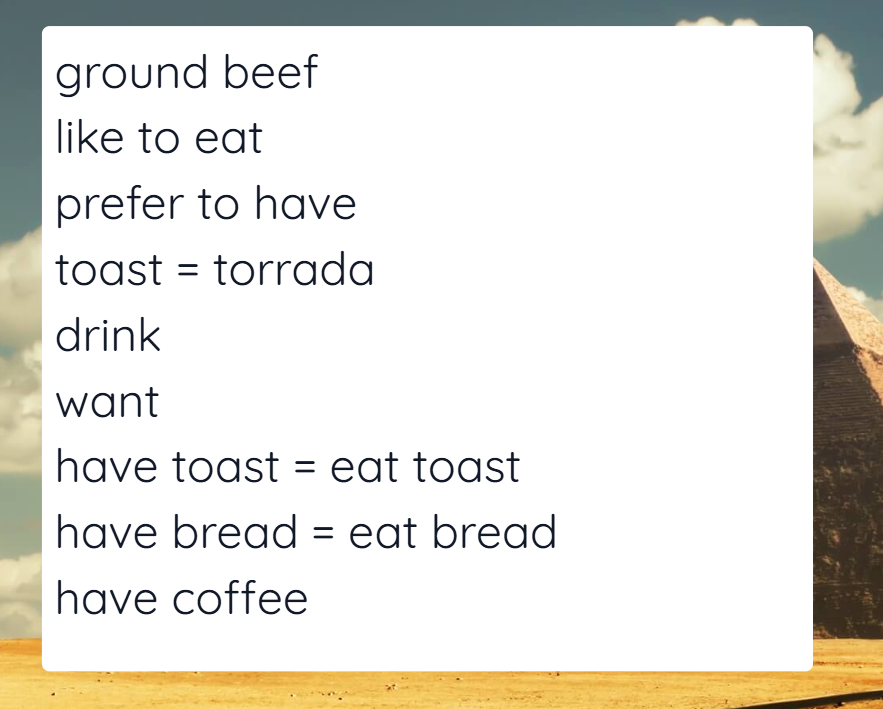 ground beef
like to eat
prefer to have
toast = torrada
drink
want
have toast = eat toast
have bread = eat bread
have coffee